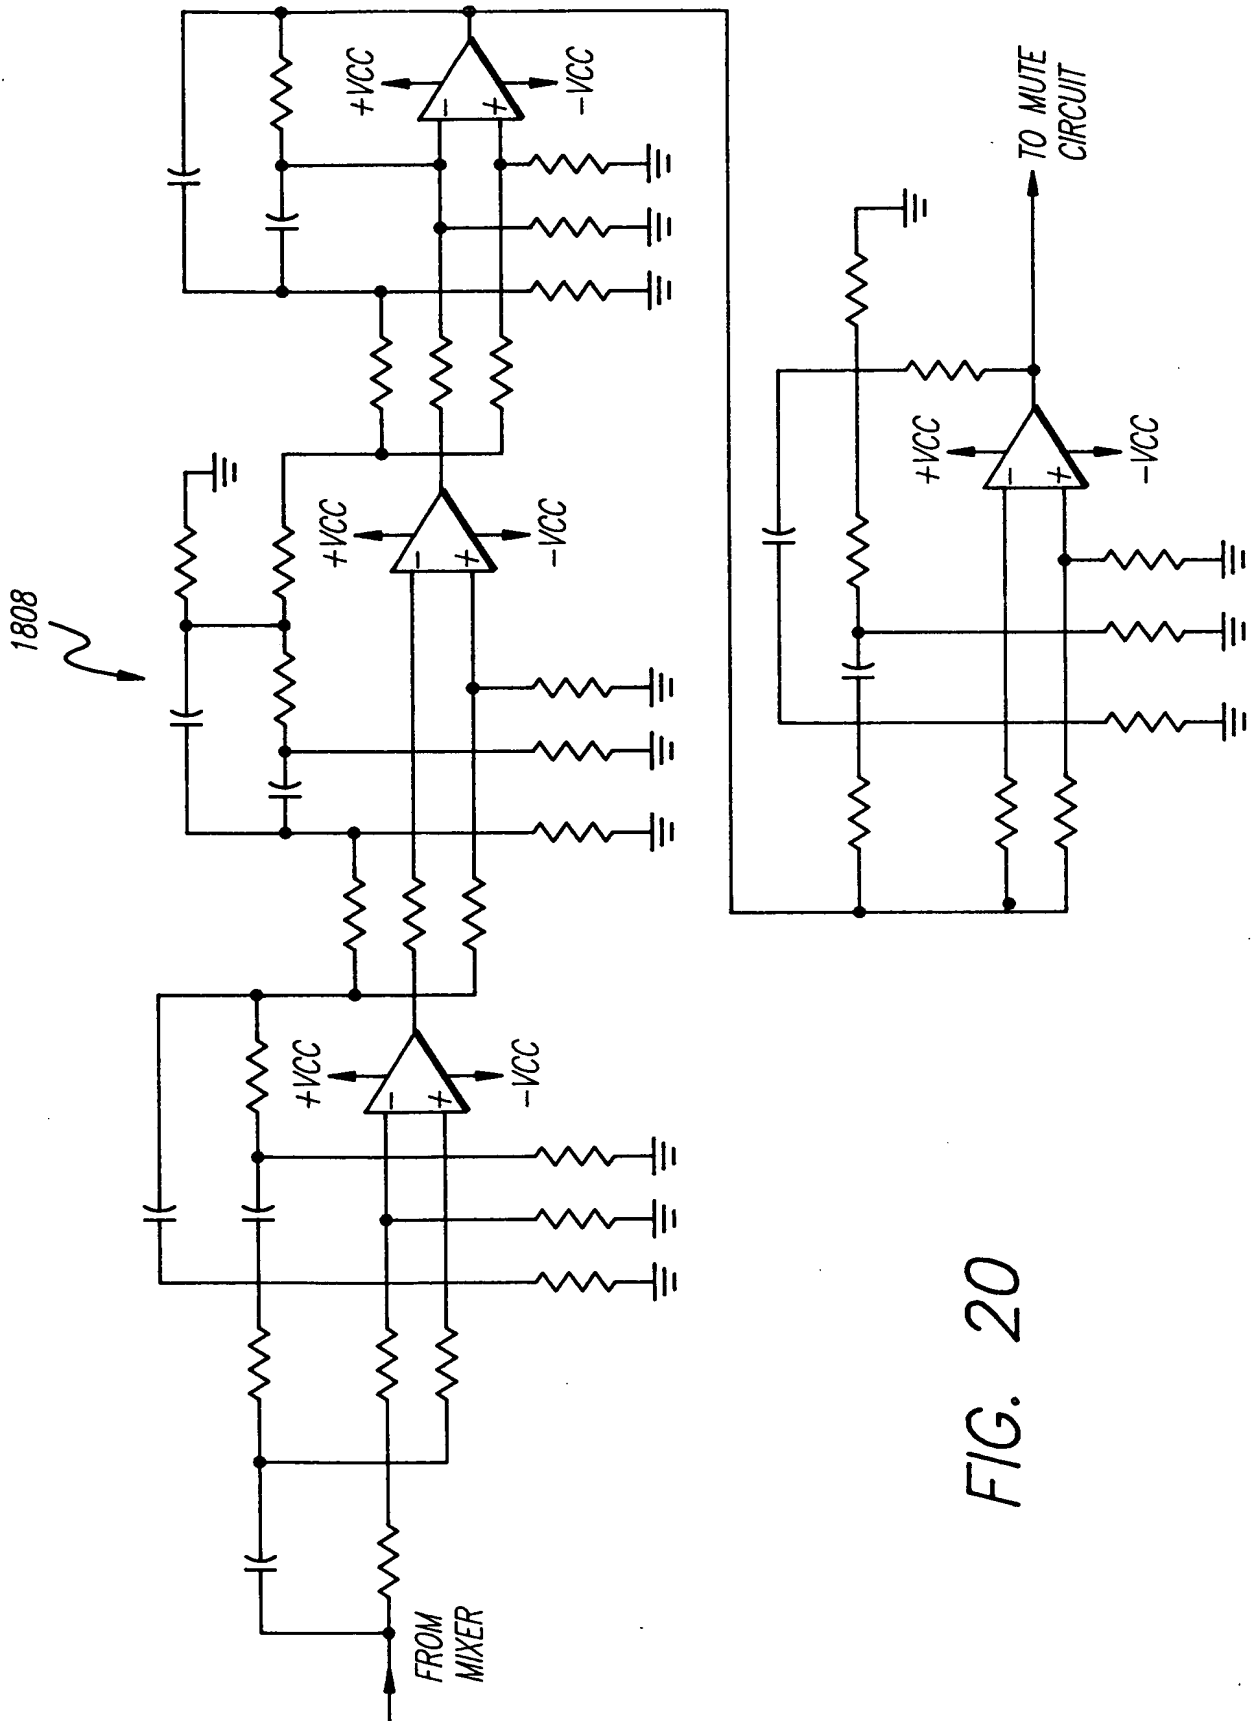 1808
FROM
MIXER
+VCC
−
+
−VCC
+VCC
−
+
−VCC
+VCC
−
+
−VCC
+VCC
−
+
−VCC
TO MUTE
CIRCUIT
FIG. 20